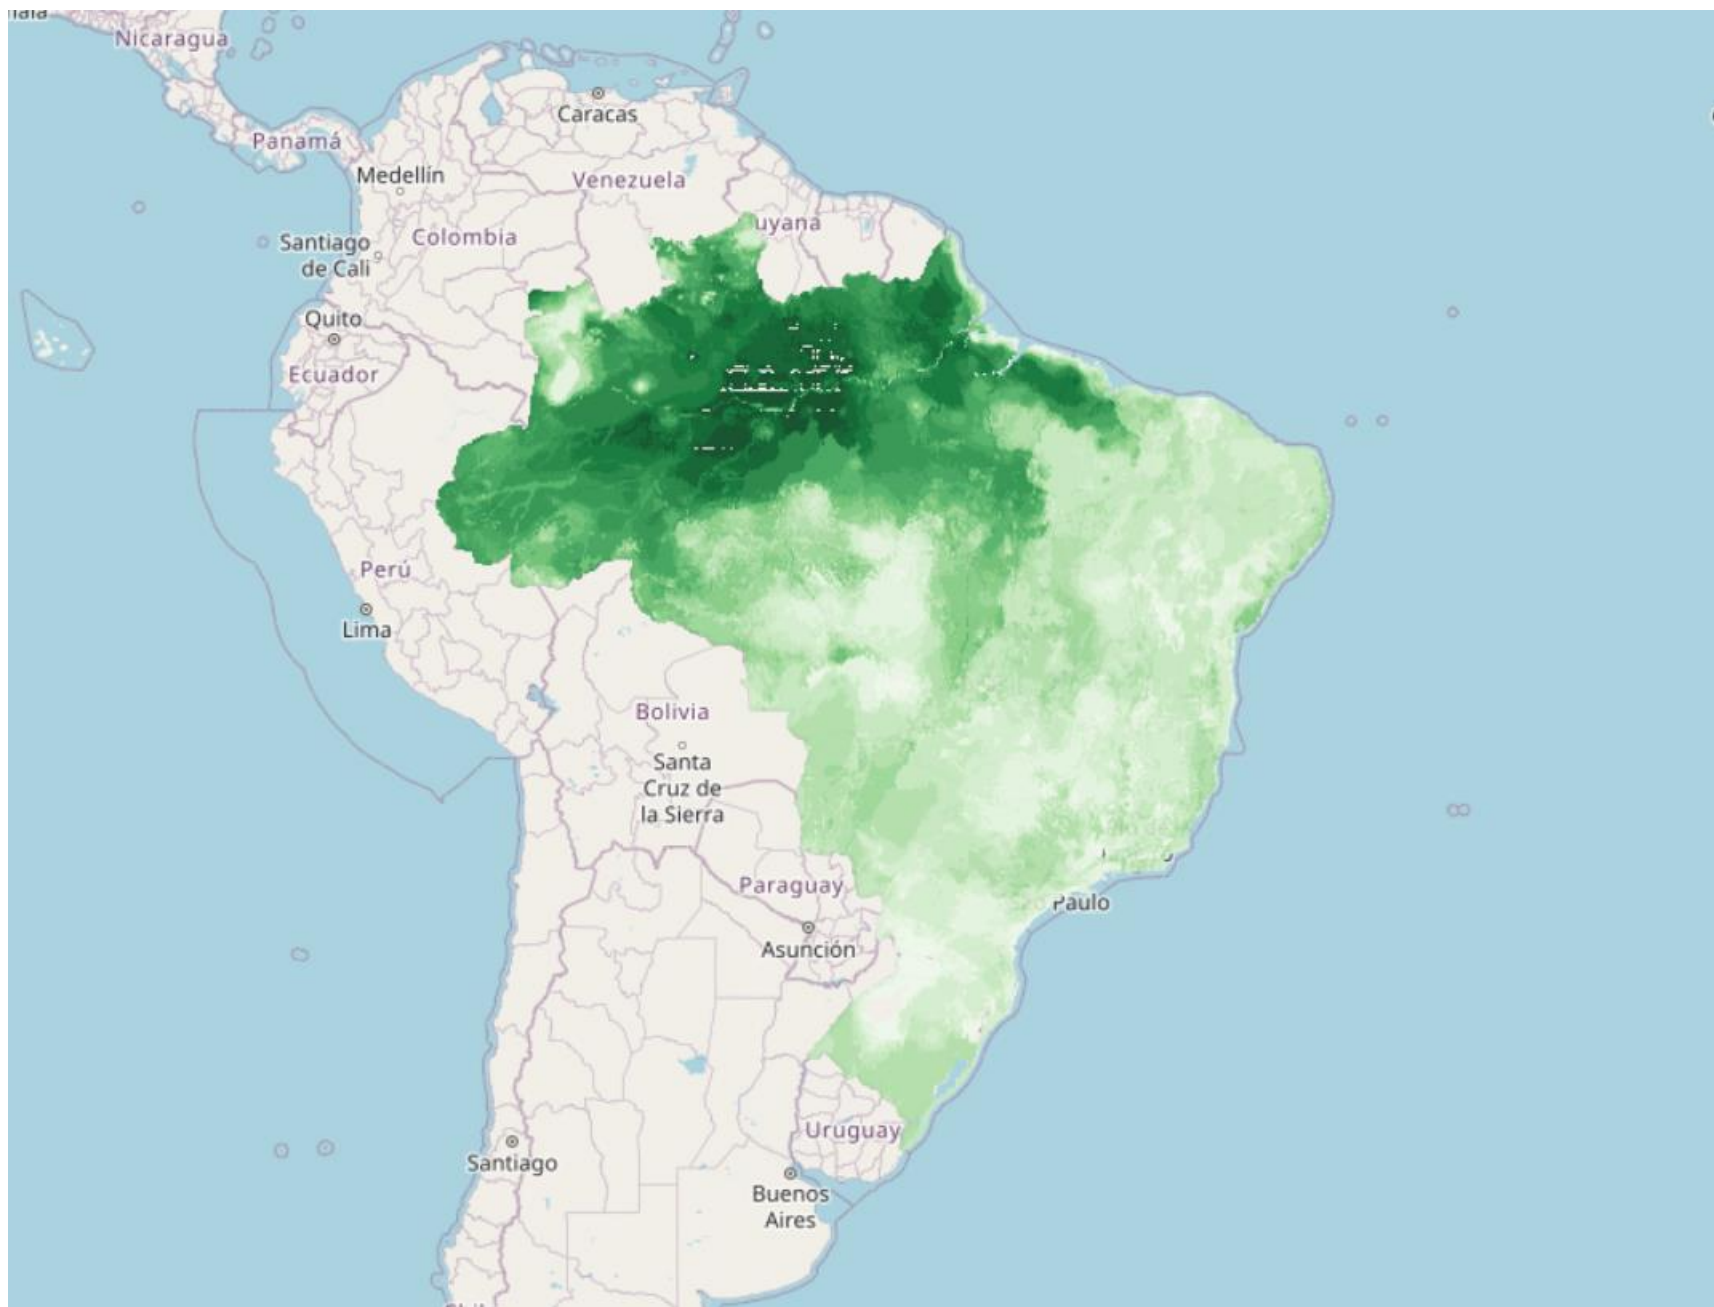 Nicaragua
Caracas
Panamá
Medellín
Venezuela
uyana
Colombia
Santiago
de Cali
Quito
Ecuador
Perú
Lima
Bolivia
Santa
Cruz de
la Sierra
Paraguay
Paulo
Asunción
Uruguay
Santiago
Buenos
Aires